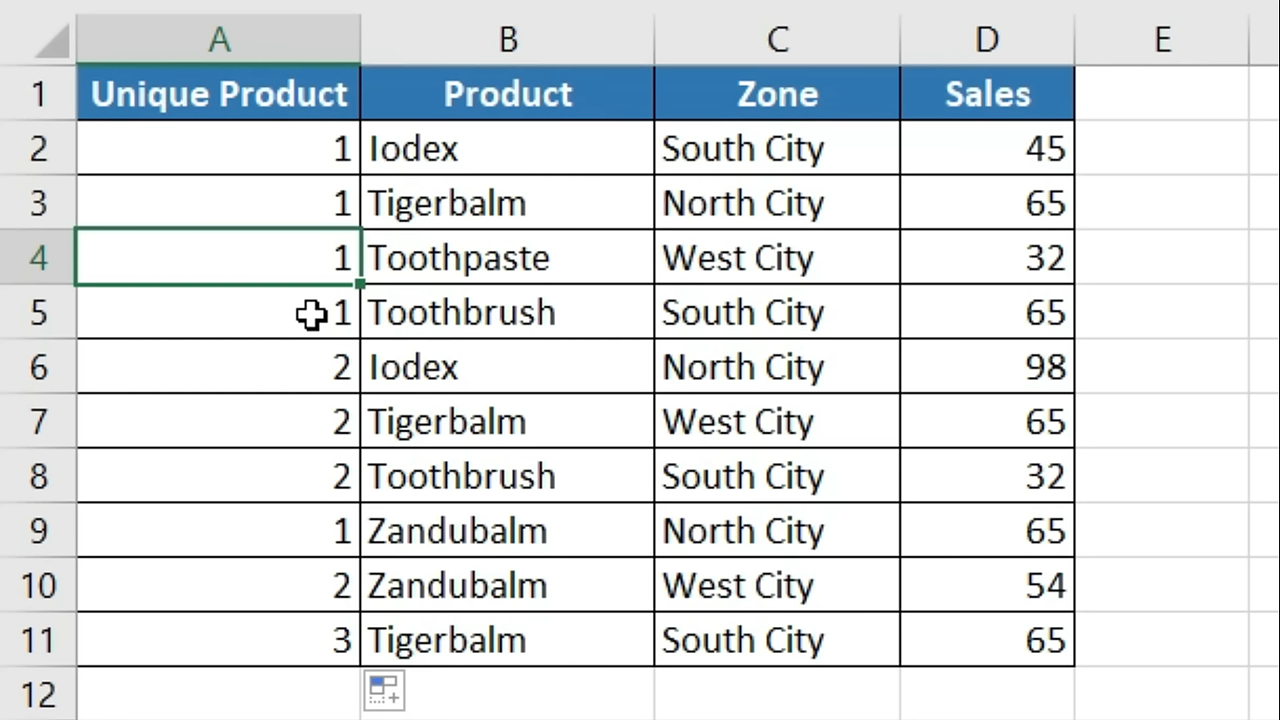 A B C D E
1 Unique Product Product Zone Sales
2 1 Iodex South City 45
3 1 Tigerbalm North City 65
4 1 Toothpaste West City 32
5 1 Toothbrush South City 65
6 2 Iodex North City 98
7 2 Tigerbalm West City 65
8 2 Toothbrush South City 32
9 1 Zandubalm North City 65
10 2 Zandubalm West City 54
11 3 Tigerbalm South City 65
12